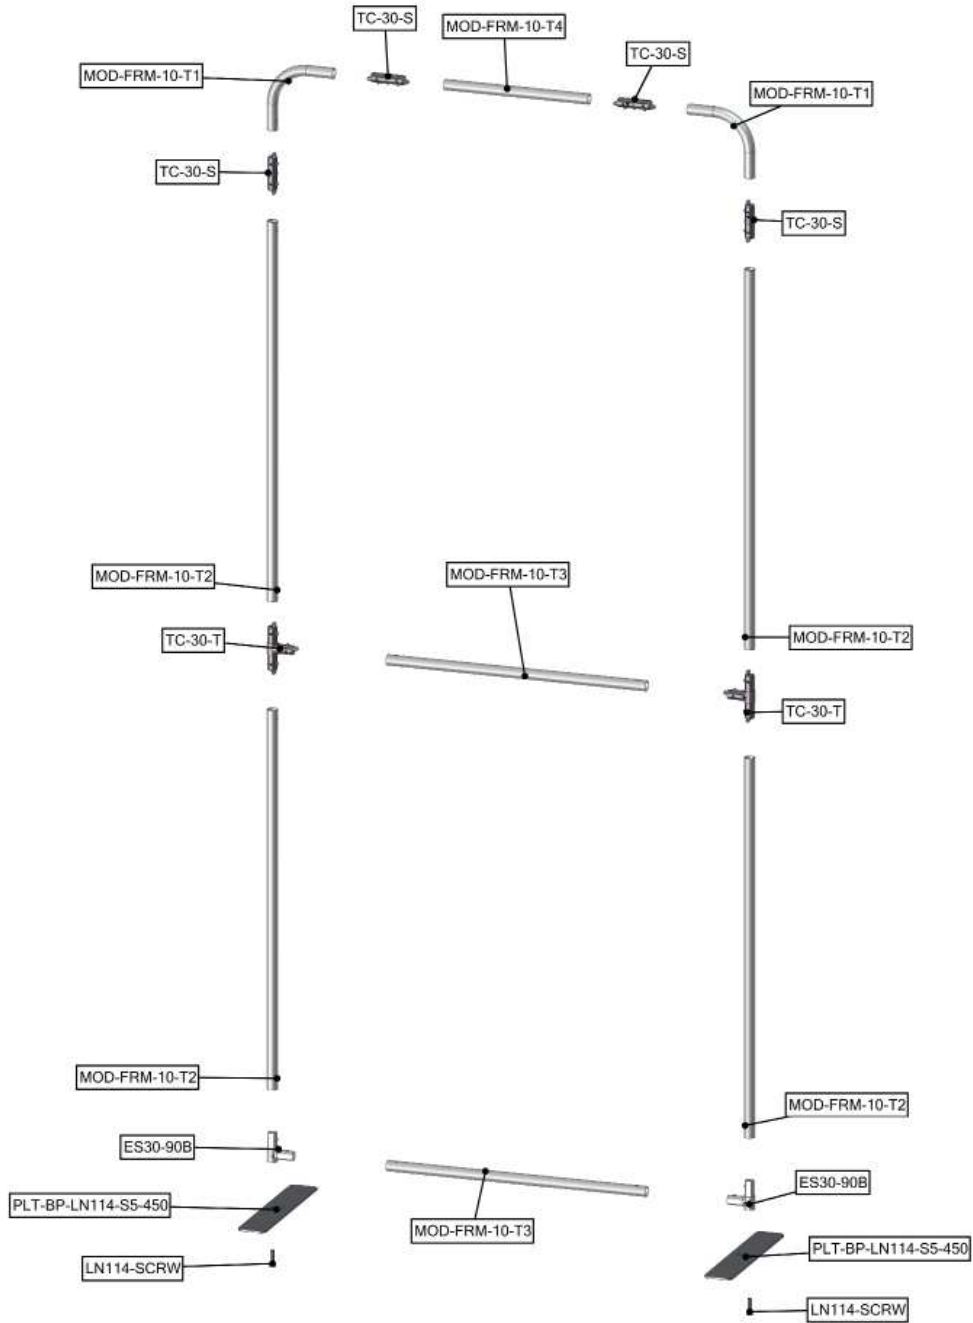 TC-30-S
MOD-FRM-10-T4
TC-30-S
MOD-FRM-10-T1
MOD-FRM-10-T1
TC-30-S
TC-30-S
MOD-FRM-10-T2
MOD-FRM-10-T3
TC-30-T
MOD-FRM-10-T2
TC-30-T
MOD-FRM-10-T2
MOD-FRM-10-T2
ES30-90B
ES30-90B
PLT-BP-LN114-S5-450
MOD-FRM-10-T3
PLT-BP-LN114-S5-450
LN114-SCRW
LN114-SCRW